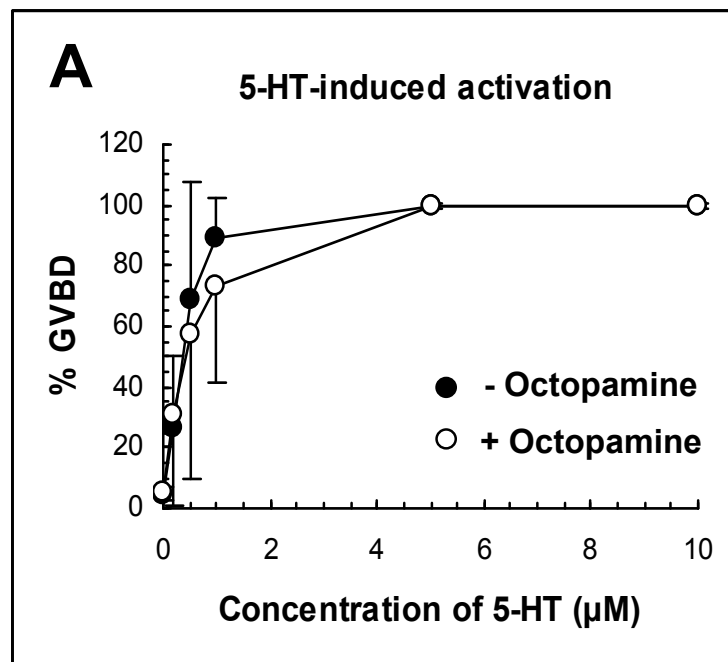 A
5-HT-induced activation
120
100
80
60
40
20
0
% GVBD
- Octopamine
+ Octopamine
0 2 4 6 8 10
Concentration of 5-HT (µM)